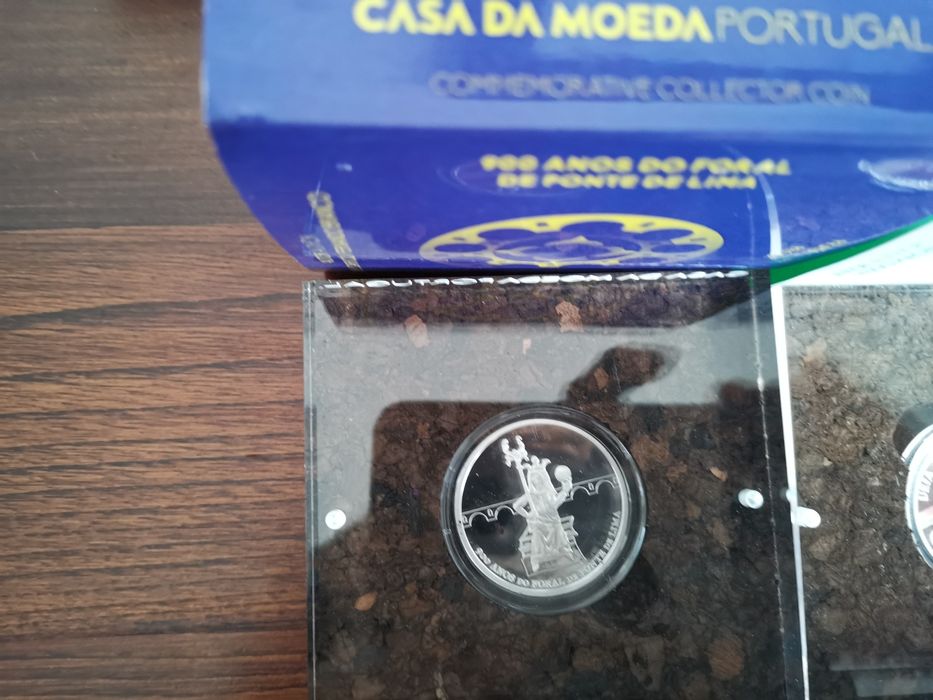 CASA DA MOEDA PORTUGAL
COMMEMORATIVE COLLECTOR COIN
900 ANOS DO FORAL
DE PONTE DE LIMA
900 ANOS DO FORAL DE PONTE DE LIMA